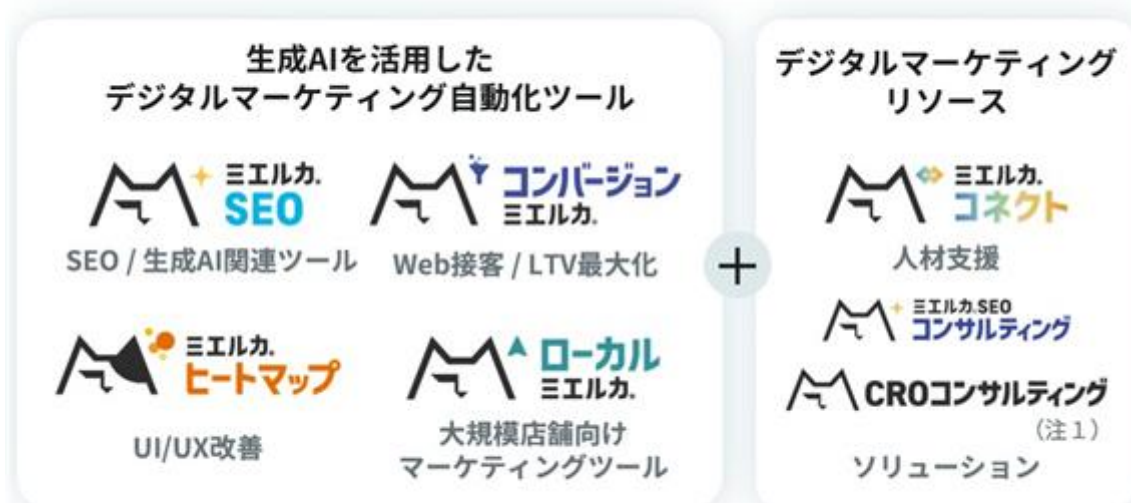 生成AIを活用した
デジタルマーケティング自動化ツール
ミエルカ.
SEO
SEO / 生成AI関連ツール
コンバージョン
ミエルカ.
Web接客 / LTV最大化
ミエルカ.
ヒートマップ
UI/UX改善
ローカル
ミエルカ.
大規模店舗向け
マーケティングツール
+
デジタルマーケティング
リソース
ミエルカ.
コネクト
人材支援
ミエルカ.SEO
コンサルティング
CROコンサルティング
(注1)
ソリューション